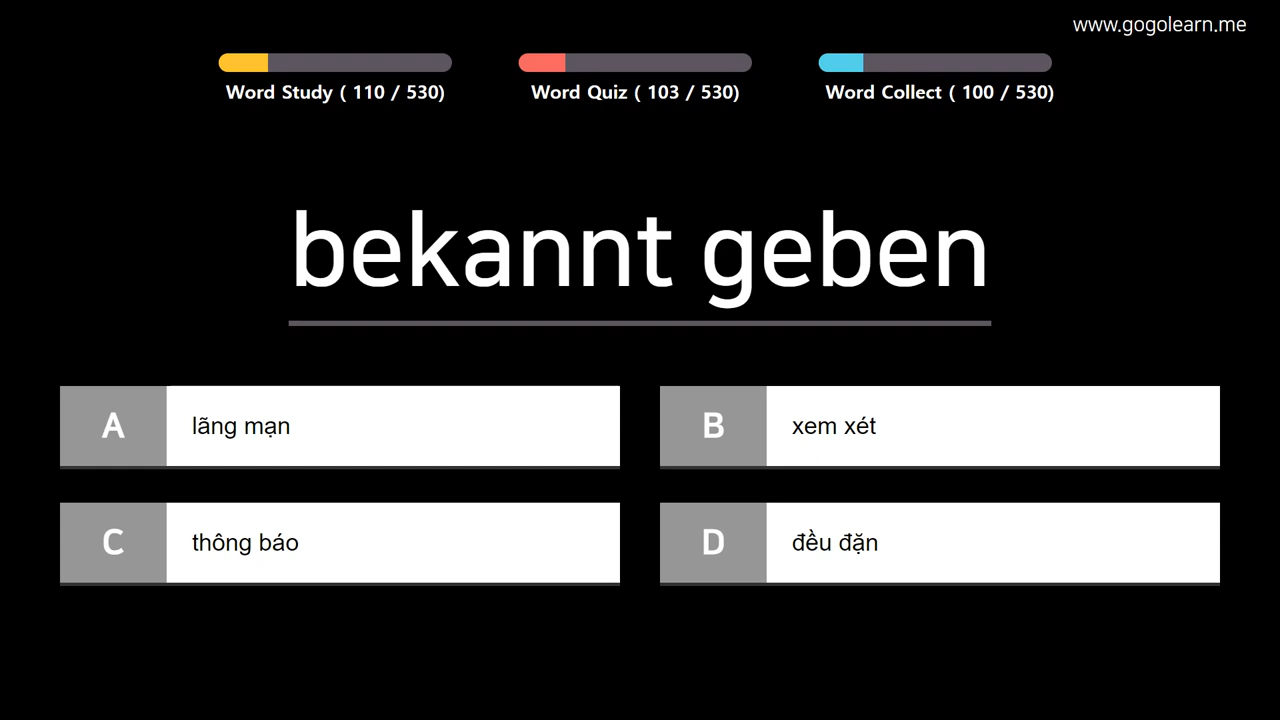 www.gogolearn.me
Word Study ( 110 / 530)
Word Quiz ( 103 / 530)
Word Collect ( 100 / 530)
bekannt geben
A
lãng mạn
B
xem xét
C
thông báo
D
đều đặn